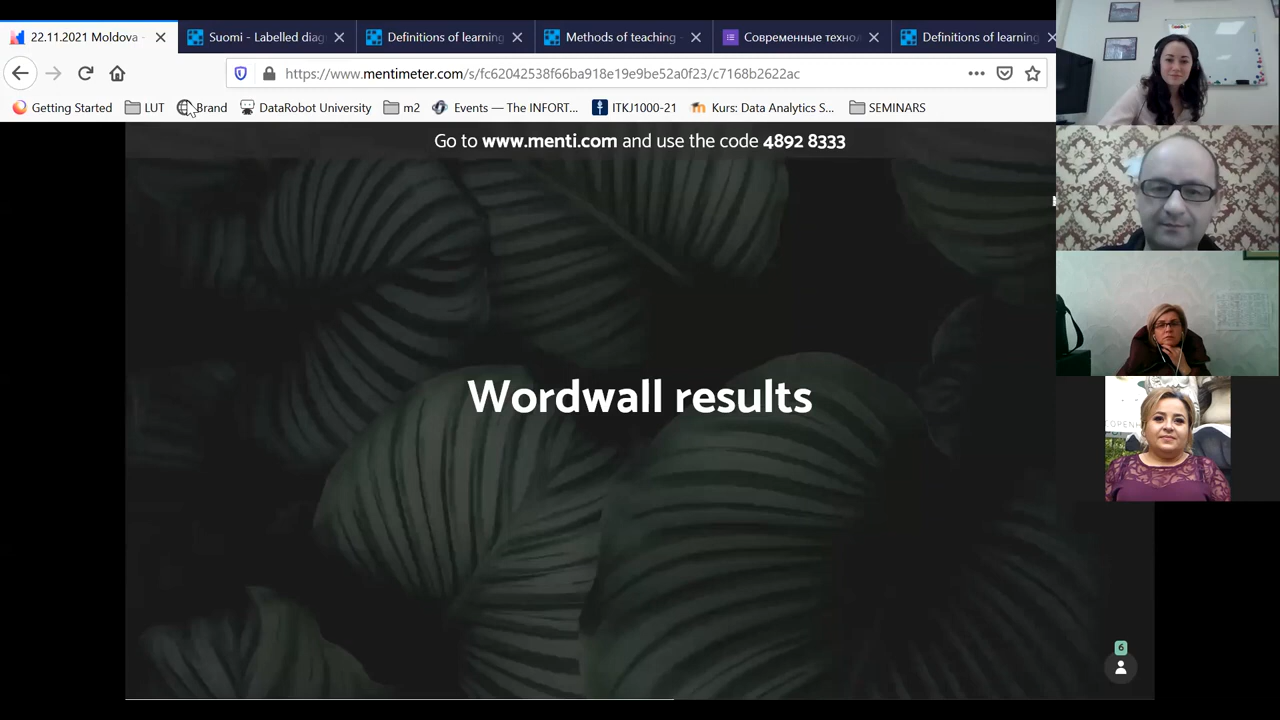 22.11.2021 Moldova -
Suomi - Labelled diag
Definitions of learning
Methods of teaching -
Современные технол
Definitions of learning
https://www.mentimeter.com/s/fc62042538f66ba918e19e9be52a0f23/c7168b2622ac
Getting Started
LUT
Brand
DataRobot University
m2
Events — The INFORT...
ITKJ1000-21
Kurs: Data Analytics S...
SEMINARS
Go to www.menti.com and use the code 4892 8333
Wordwall results
COPENH
6